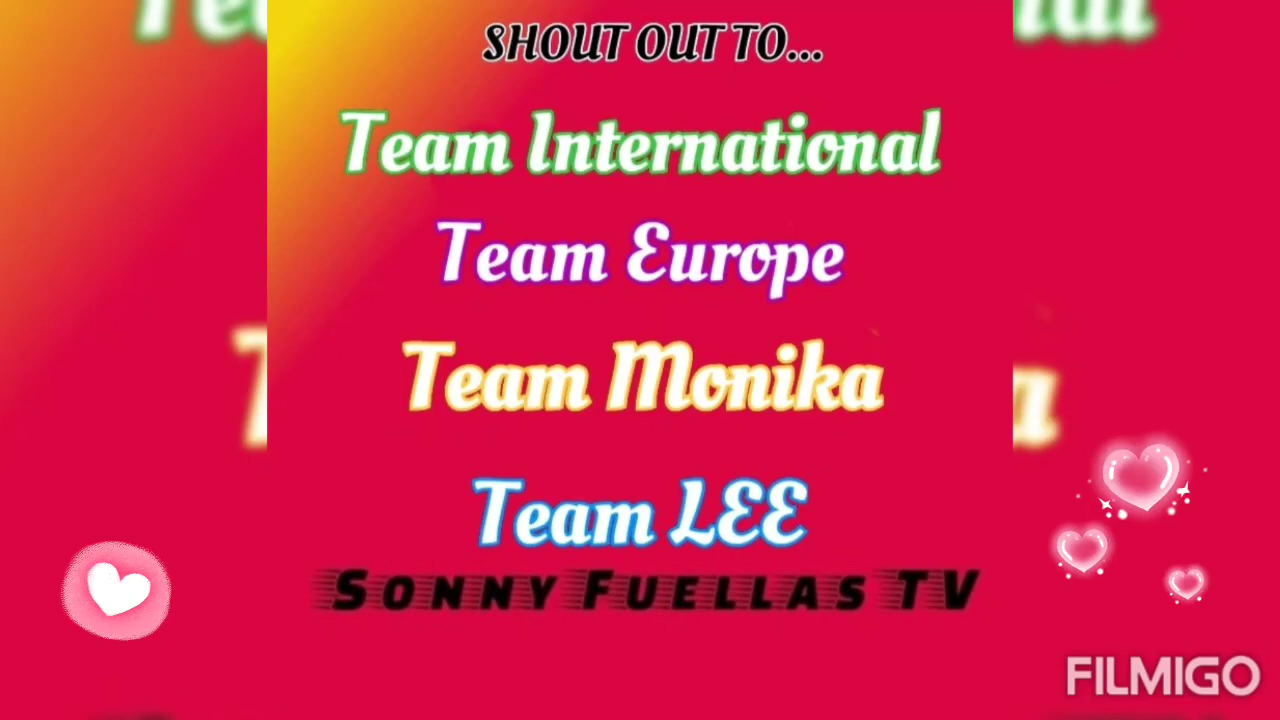 SHOUT OUT TO...
Team International
Team Europe
Team Monika
Team LEE
SONNY FUELLAS TV
FILMIGO